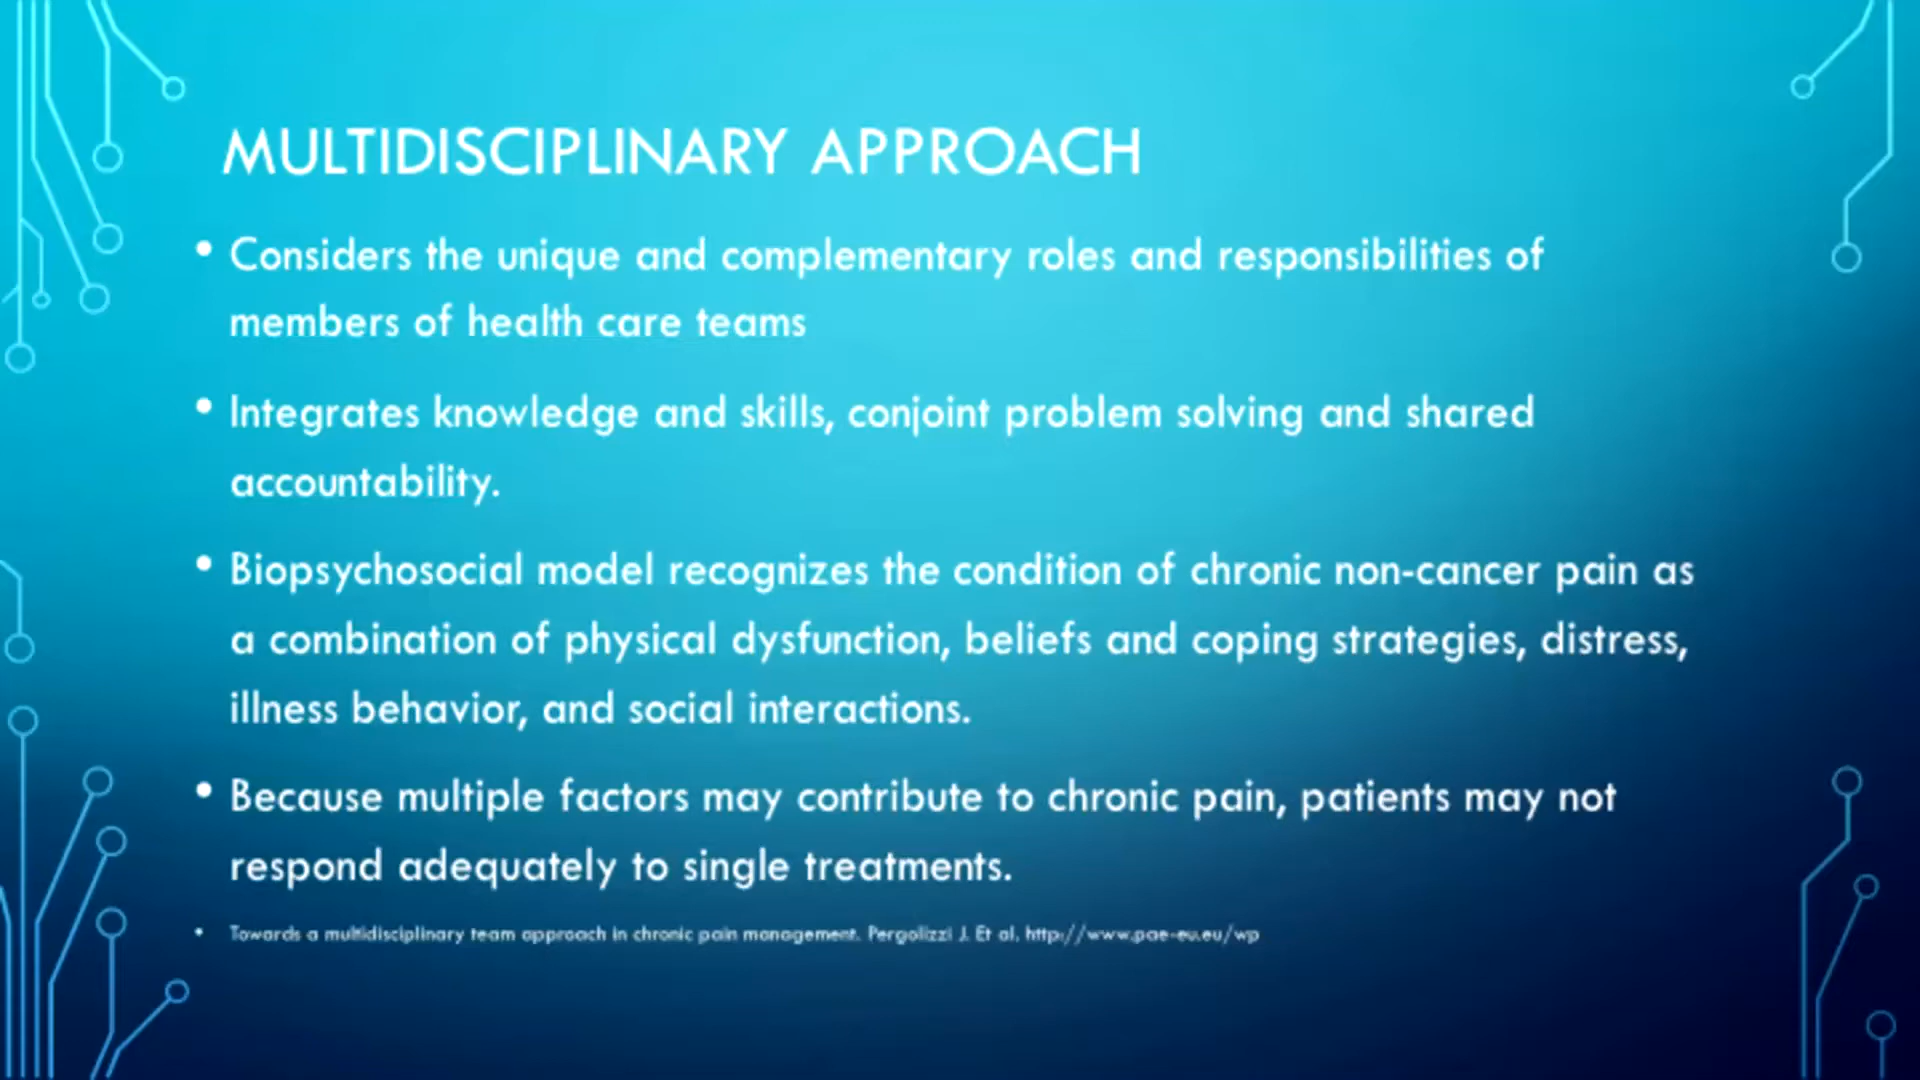 MULTIDISCIPLINARY APPROACH
• Considers the unique and complementary roles and responsibilities of
members of health care teams
• Integrates knowledge and skills, conjoint problem solving and shared
accountability.
• Biopsychosocial model recognizes the condition of chronic non-cancer pain as
a combination of physical dysfunction, beliefs and coping strategies, distress,
illness behavior, and social interactions.
• Because multiple factors may contribute to chronic pain, patients may not
respond adequately to single treatments.
• Towards a multidisciplinary team approach in chronic pain management. Pergolizzi J. Et al. http://www.pae-eu.eu/wp